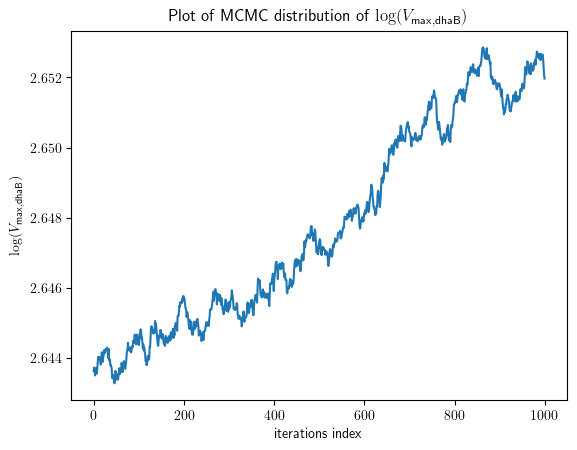 Plot of MCMC distribution of log(V_max,dhaB)
log(V_max,dhaB)
2.652
2.650
2.648
2.646
2.644
0 200 400 600 800 1000
iterations index